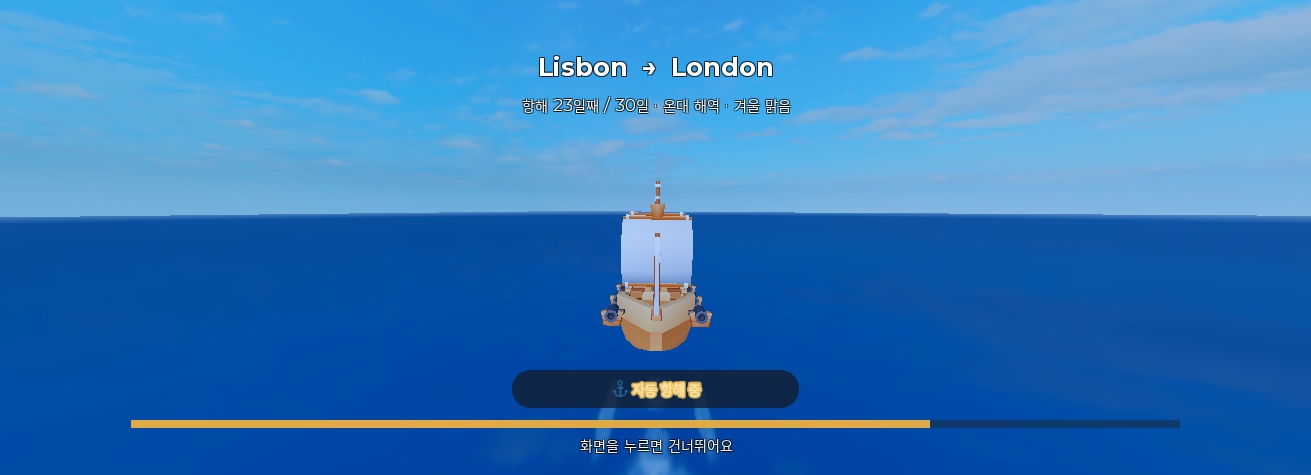 Lisbon → London
항해 23일째 / 30일 · 온대 해역 · 겨울 맑음
⚓ 자동 항해 중
화면을 누르면 건너뛰어요